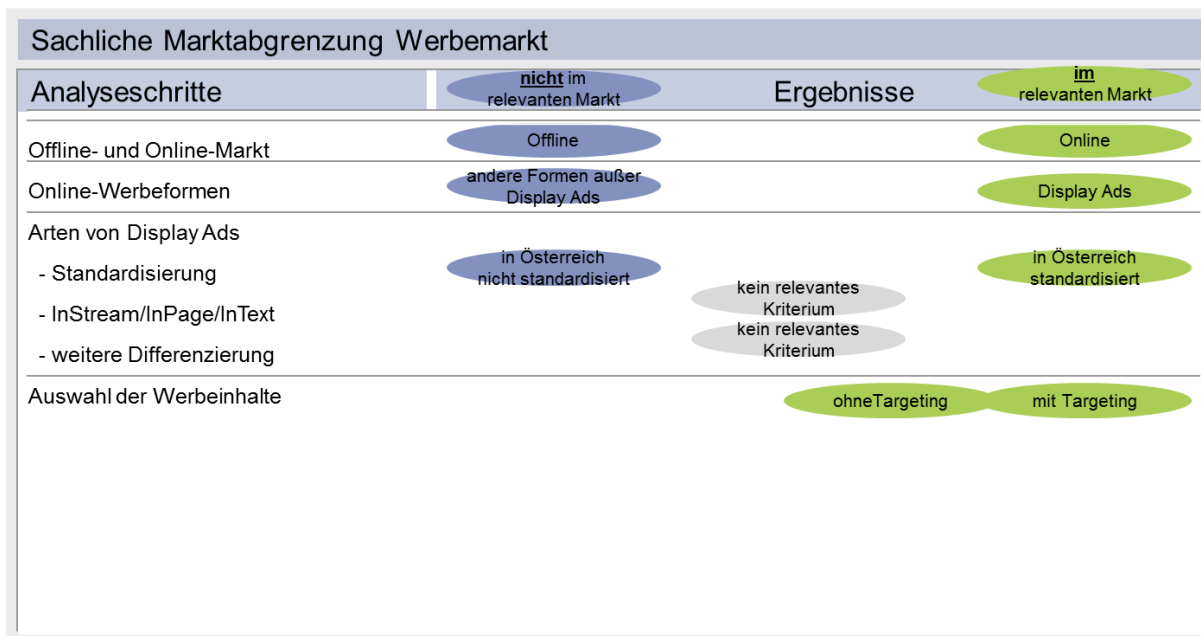 Sachliche Marktabgrenzung Werbemarkt
Analyseschritte
nicht im
relevanten Markt
Ergebnisse
im
relevanten Markt
Offline- und Online-Markt
Offline
Online
Online-Werbeformen
andere Formen außer
Display Ads
Display Ads
Arten von Display Ads
- Standardisierung
in Österreich
nicht standardisiert
in Österreich
standardisiert
- InStream/InPage/InText
kein relevantes
Kriterium
- weitere Differenzierung
kein relevantes
Kriterium
Auswahl der Werbeinhalte
ohneTargeting
mit Targeting